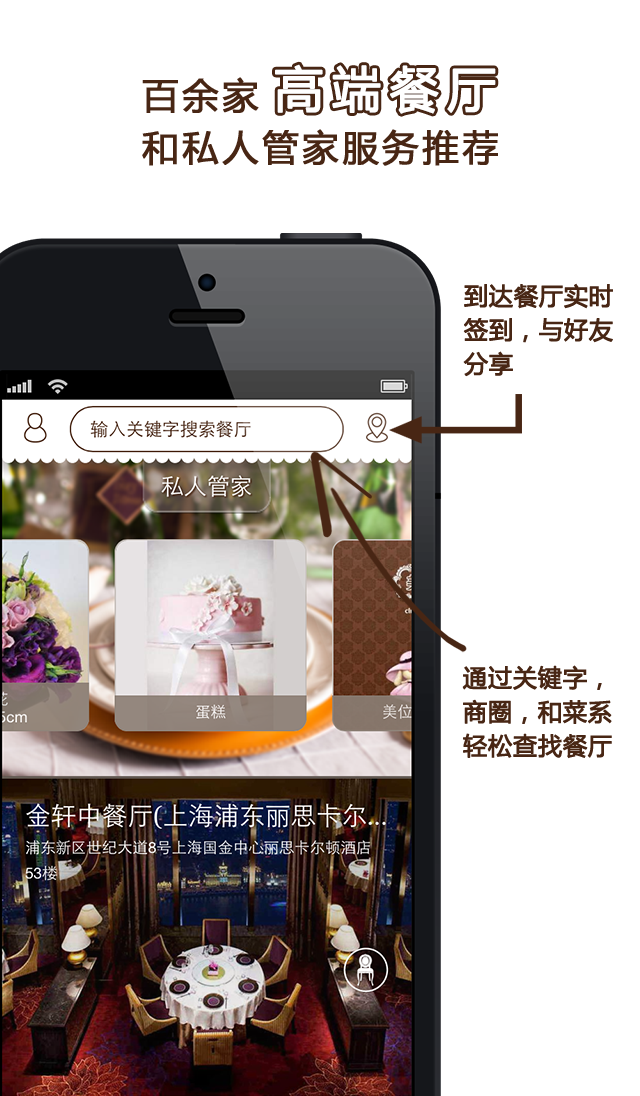 百余家 高端餐厅
和私人管家服务推荐
到达餐厅实时
签到，与好友
分享
输入关键字搜索餐厅
私人管家
花
5cm
蛋糕
美位
通过关键字，
商圈，和菜系
轻松查找餐厅
金轩中餐厅(上海浦东丽思卡尔...
浦东新区世纪大道8号上海国金中心丽思卡尔顿酒店
53楼